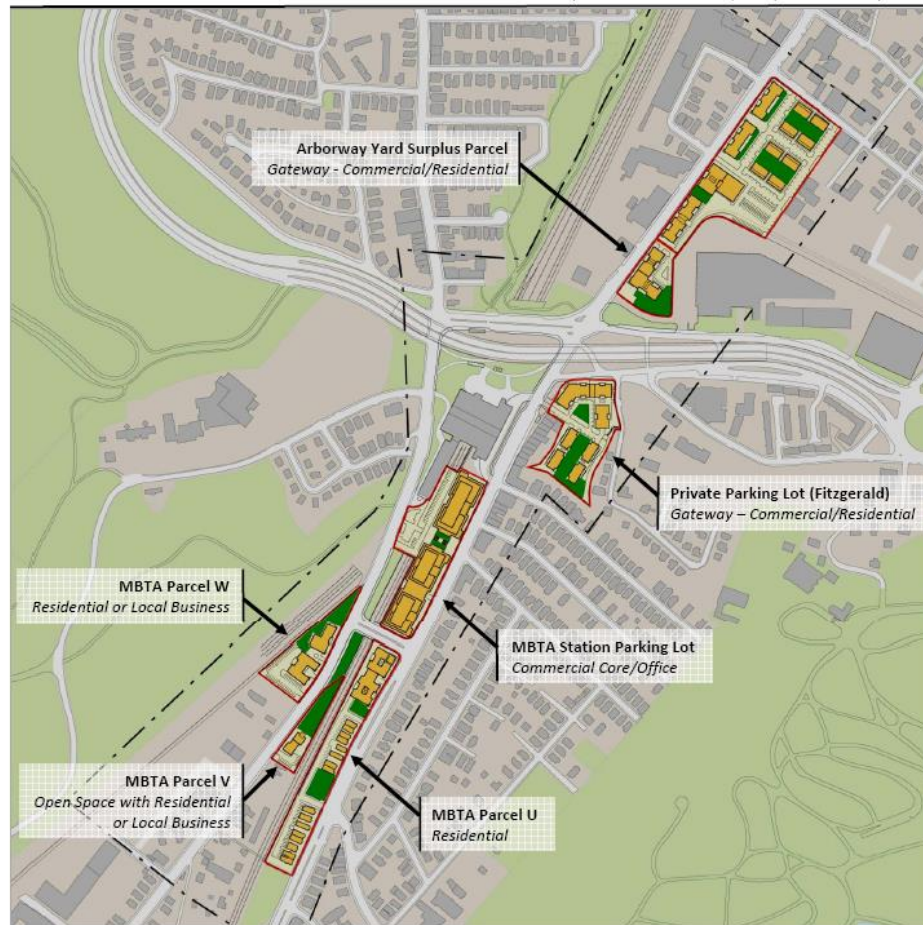 Arborway Yard Surplus Parcel
Gateway - Commercial/Residential
Private Parking Lot (Fitzgerald)
Gateway – Commercial/Residential
MBTA Parcel W
Residential or Local Business
MBTA Station Parking Lot
Commercial Core/Office
MBTA Parcel V
Open Space with Residential
or Local Business
MBTA Parcel U
Residential